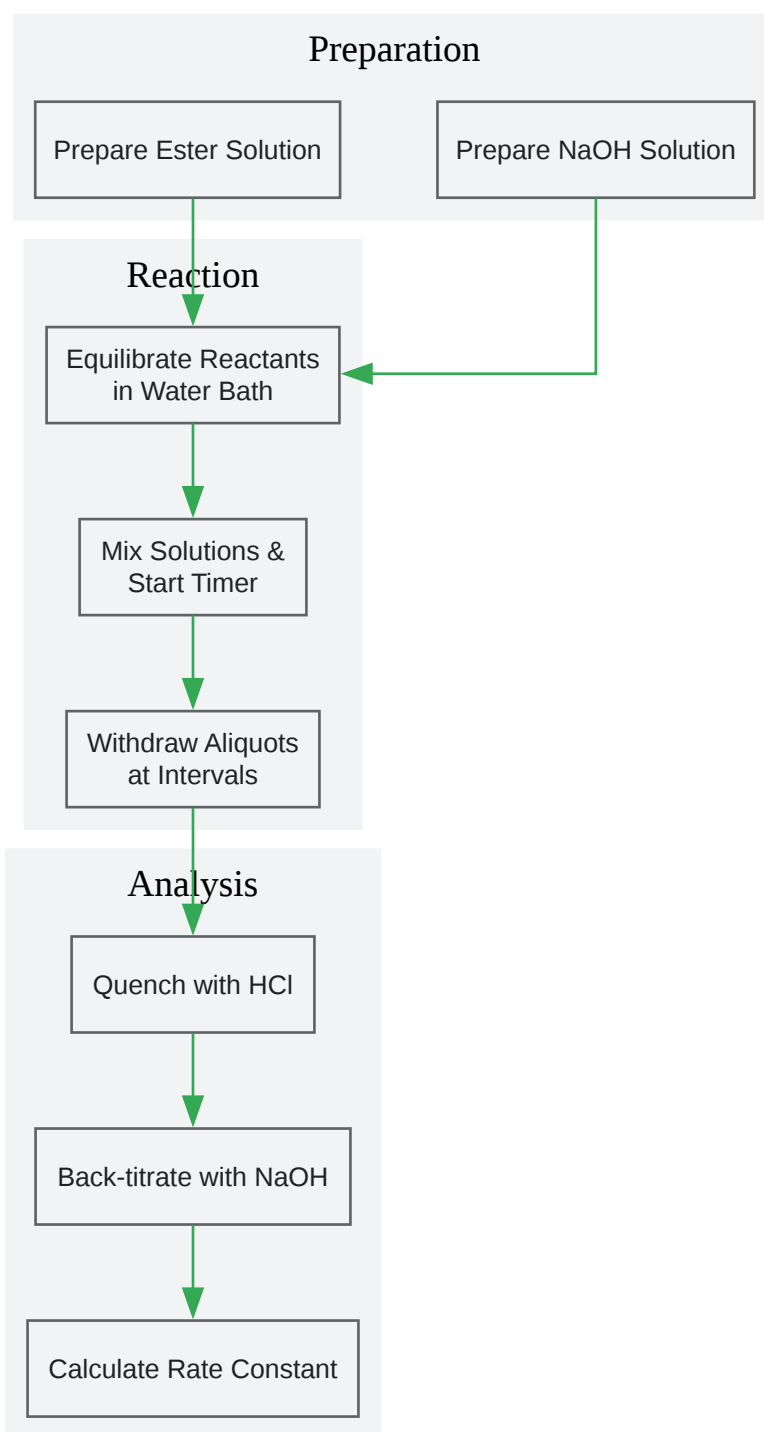 Preparation
Prepare Ester Solution
Prepare NaOH Solution
Reaction
Equilibrate Reactants
in Water Bath
Mix Solutions &
Start Timer
Withdraw Aliquots
at Intervals
Analysis
Quench with HCl
Back-titrate with NaOH
Calculate Rate Constant